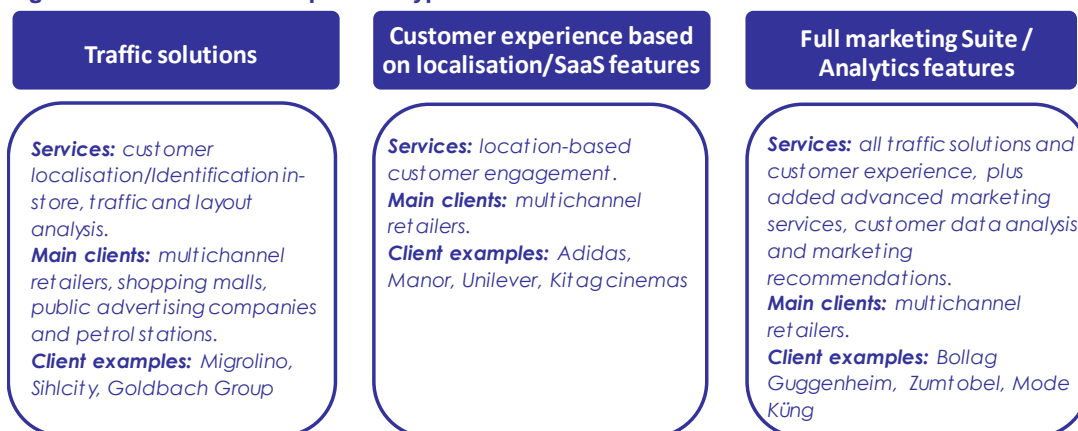 Traffic solutions
Services: customer
localisation/Identification in-
store, traffic and layout
analysis.
Main clients: multichannel
retailers, shopping malls,
public advertising companies
and petrol stations.
Client examples: Migrolino,
Sihlcity, Goldbach Group
Customer experience based
on localisation/SaaS features
Services: location-based
customer engagement.
Main clients: multichannel
retailers.
Client examples: Adidas,
Manor, Unilever, Kitag cinemas
Full marketing Suite /
Analytics features
Services: all traffic solutions and
customer experience, plus
added advanced marketing
services, customer data analysis
and marketing
recommendations.
Main clients: multichannel
retailers.
Client examples: Bollag
Guggenheim, Zumtobel, Mode
Küng